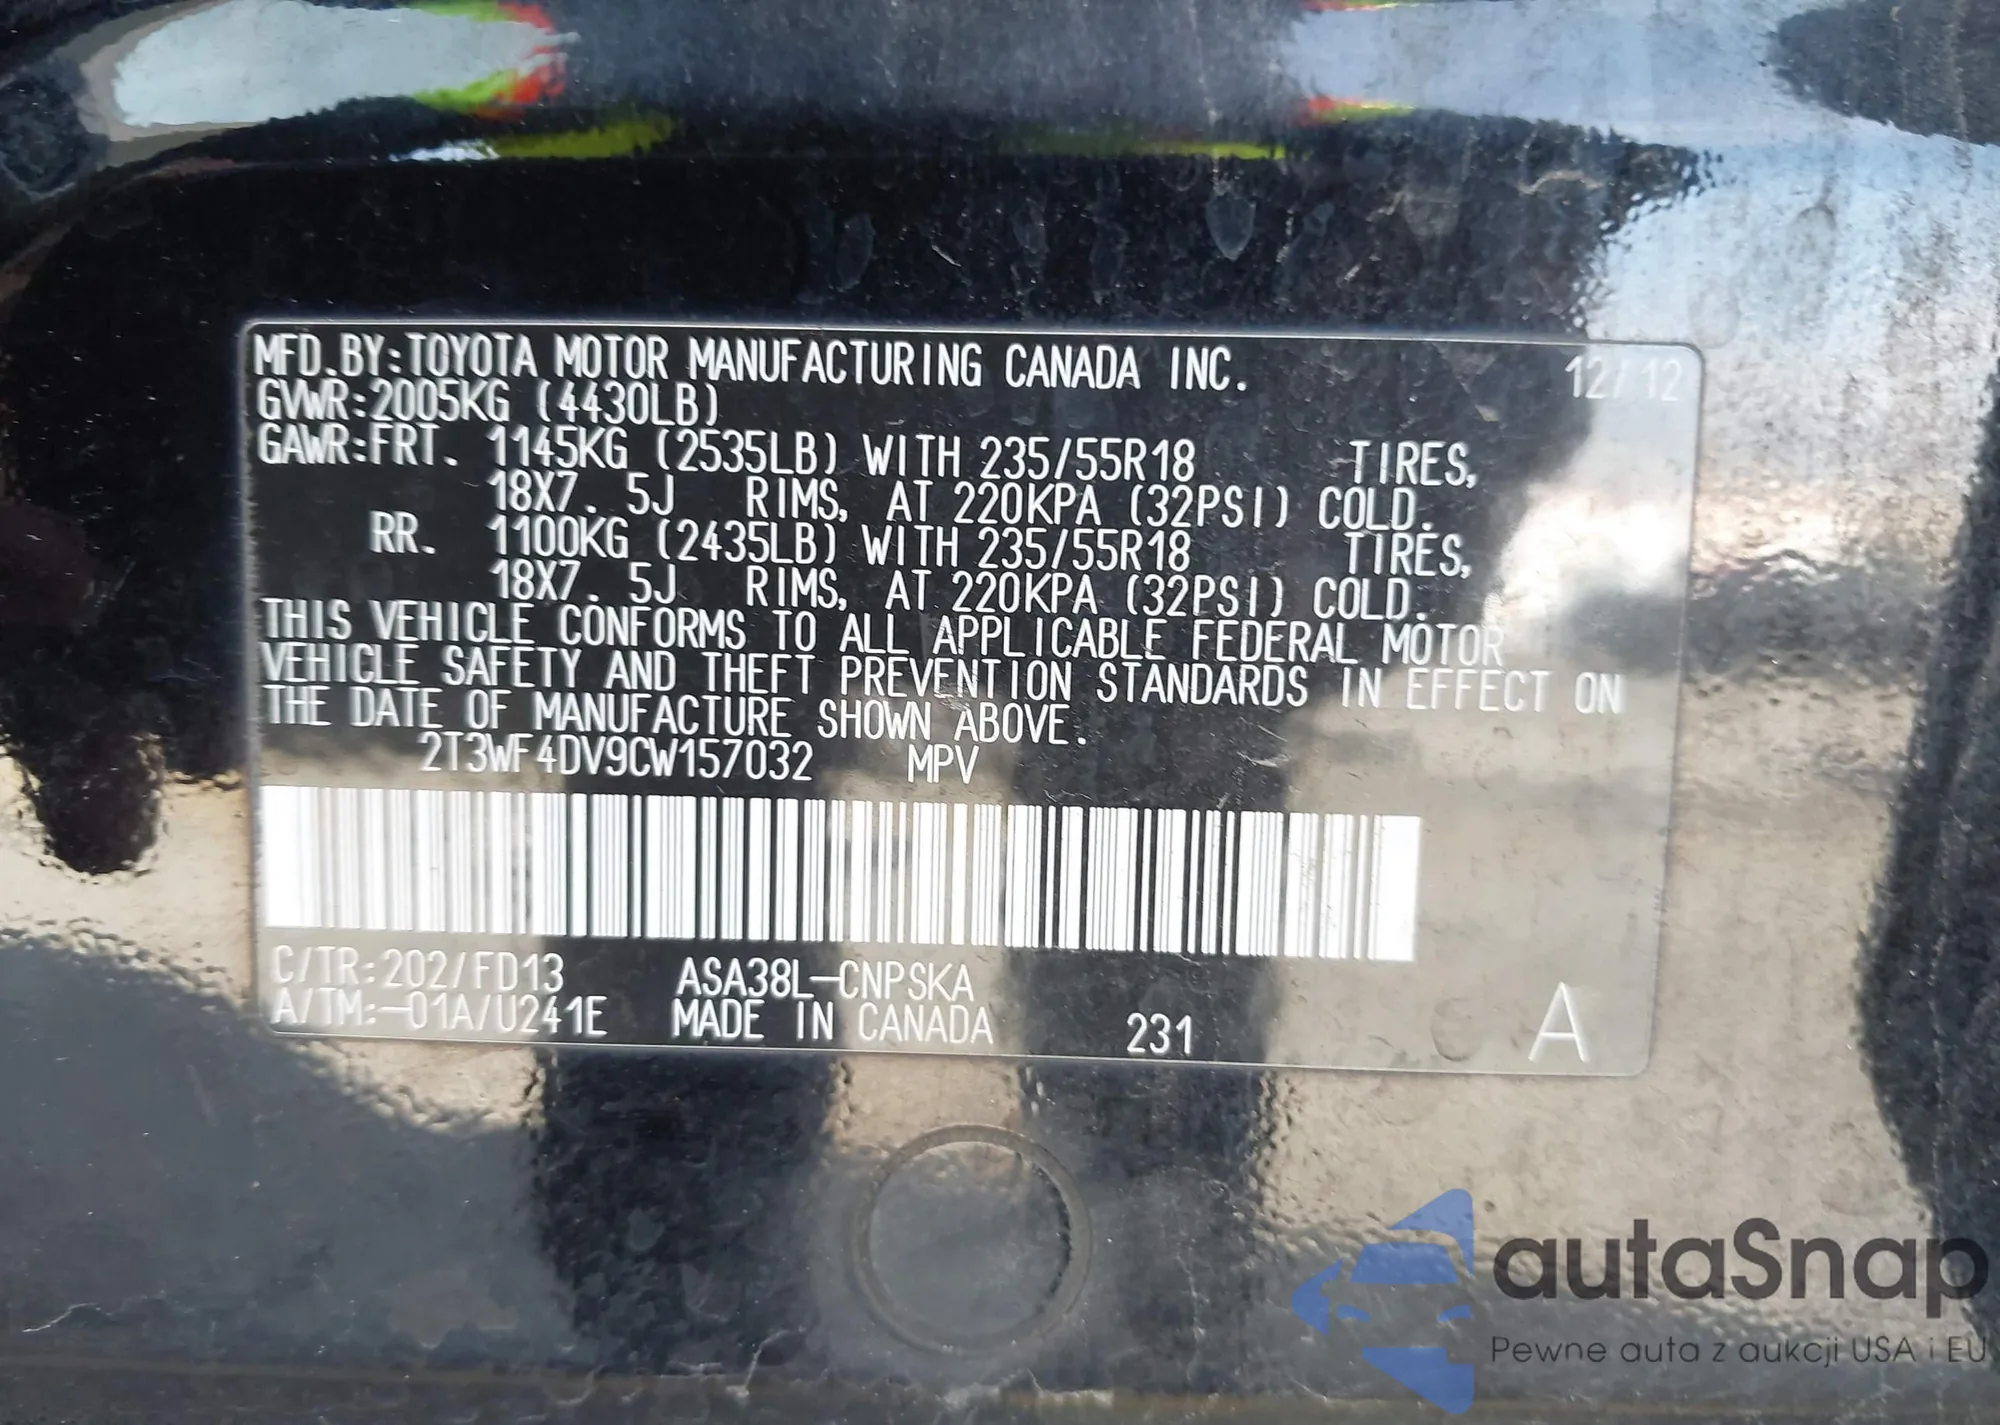 MFD.BY:TOYOTA MOTOR MANUFACTURING CANADA INC. 12/12
GVWR:2005KG (4430LB)
GAWR:FRT. 1145KG (2535LB) WITH 235/55R18 TIRES,
18X7. 5J RIMS, AT 220KPA (32PSI) COLD.
RR. 1100KG (2435LB) WITH 235/55R18 TIRES,
18X7. 5J RIMS, AT 220KPA (32PSI) COLD.
THIS VEHICLE CONFORMS TO ALL APPLICABLE FEDERAL MOTOR
VEHICLE SAFETY AND THEFT PREVENTION STANDARDS IN EFFECT ON
THE DATE OF MANUFACTURE SHOWN ABOVE.
2T3WF4DV9CW157032 MPV
C/TR:202/FD13 ASA38L-CNPSKA
A/TM:-01A/U241E MADE IN CANADA 231 A
autaSnap
Pewne auta z aukcji USA i EU